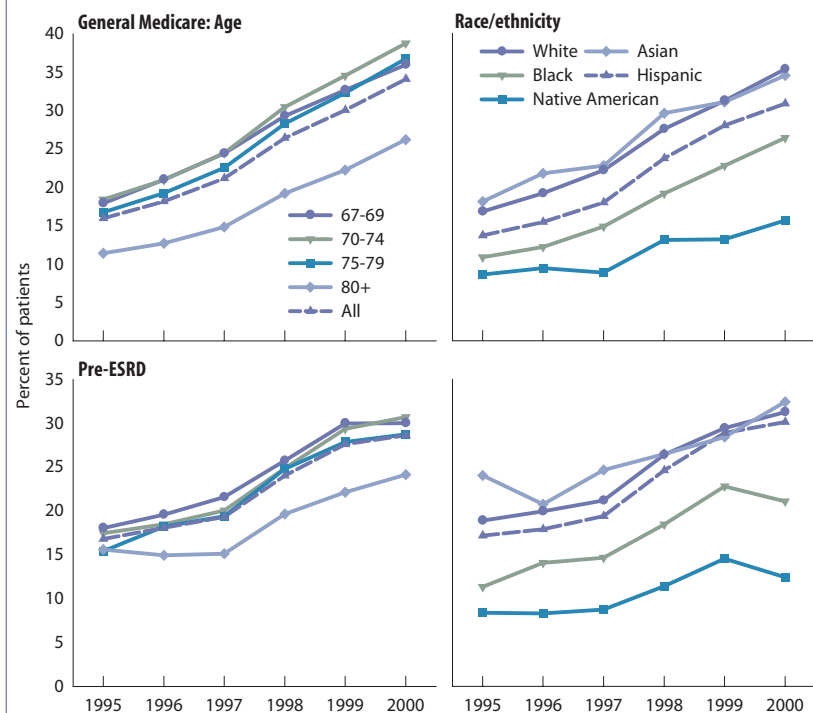 General Medicare: Age
Race/ethnicity
40
35
30
25
20
15
10
5
0
67-69
70-74
75-79
80+
All
White
Asian
Black
Hispanic
Native American
Percent of patients
Pre-ESRD
35
30
25
20
15
10
5
0
1995 1996 1997 1998 1999 2000
1995 1996 1997 1998 1999 2000